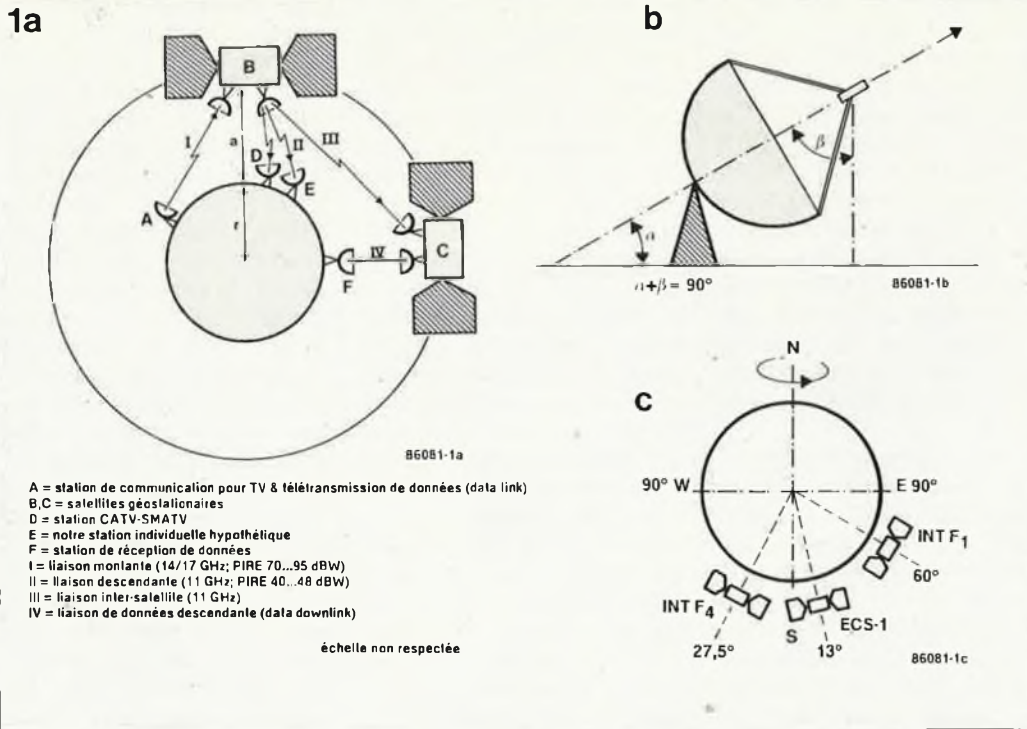 1a
B
I
a
D
II
III
E
A
r
C
IV
F
86081-1a
A = station de communication pour TV & télétransmission de données (data link)
B,C = satellites géostationaires
D = station CATV-SMATV
E = notre station individuelle hypothétique
F = station de réception de données
I = liaison montante (14/17 GHz; PIRE 70...95 dBW)
II = liaison descendante (11 GHz; PIRE 40...48 dBW)
III = liaison inter-satellite (11 GHz)
IV = liaison de données descendante (data downlink)
échelle non respectée
b
β
α
α+β = 90°
86081-1b
c
N
90° W
E 90°
INT F1
60°
INT F4
S
ECS-1
27,5°
13°
86081-1c